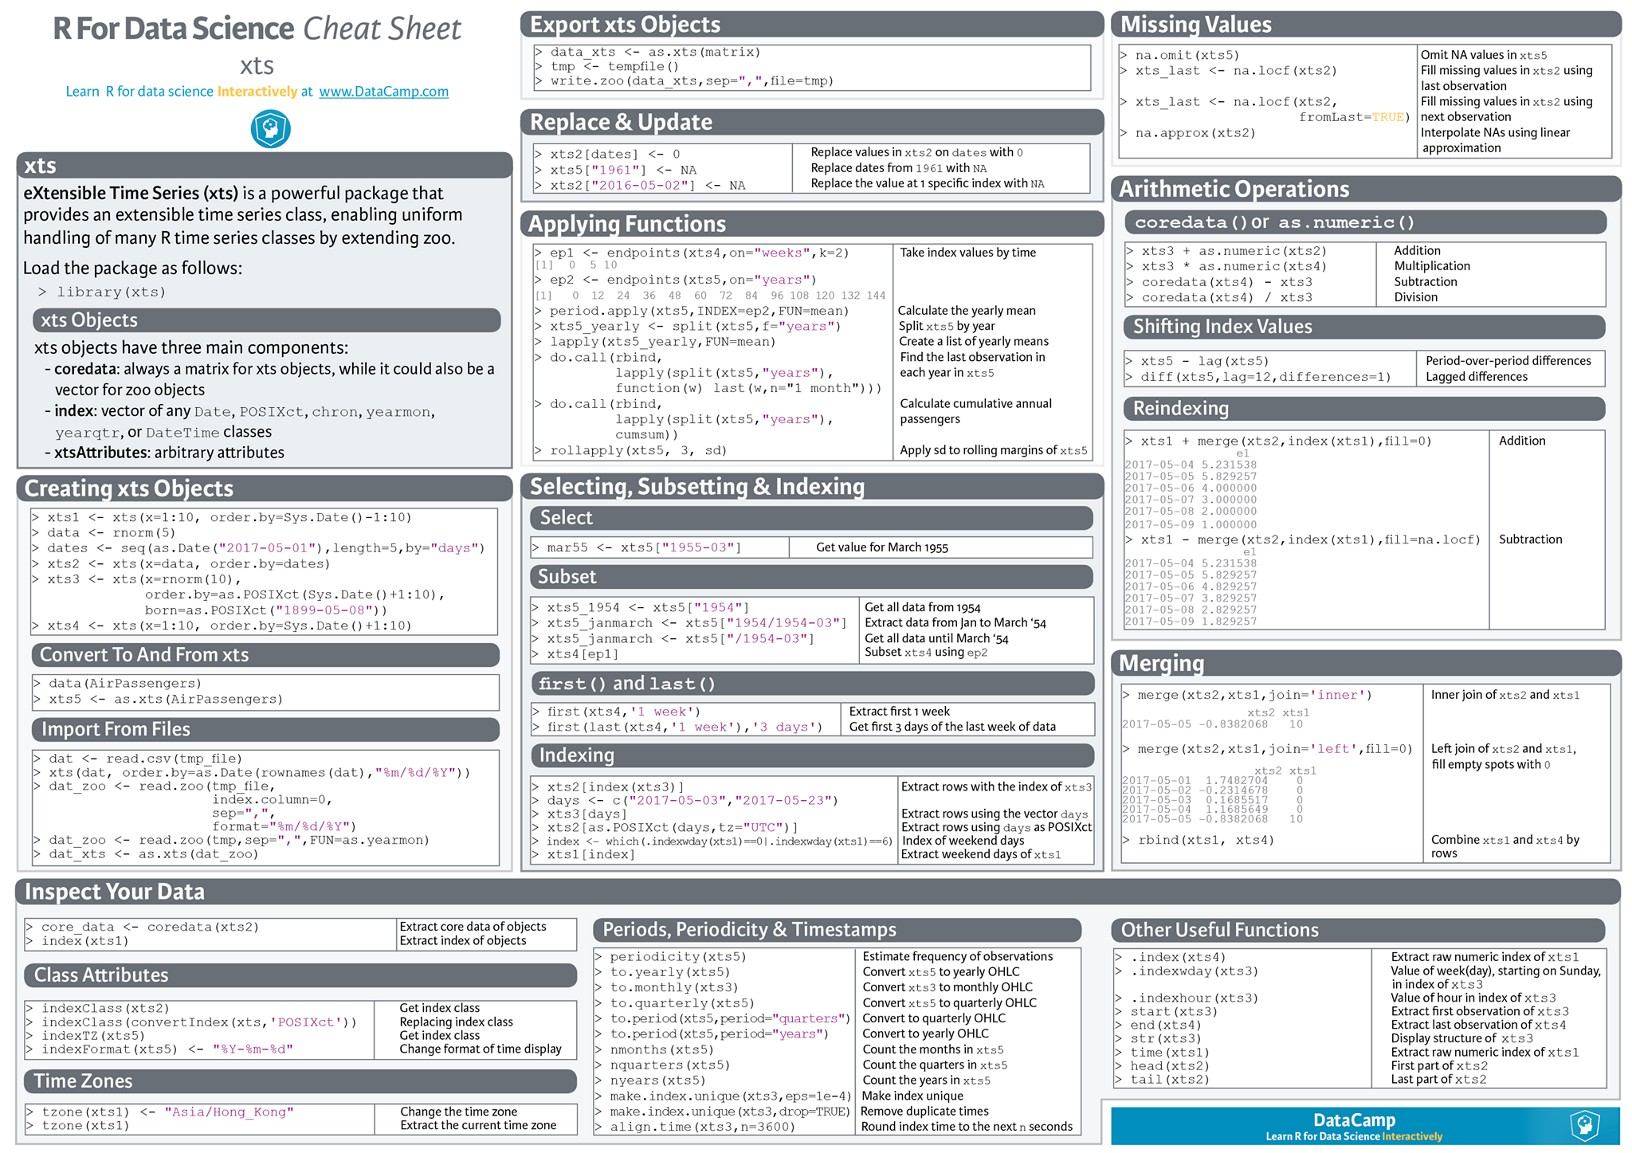 R For Data Science Cheat Sheet
xts
Learn R for data science Interactively at www.DataCamp.com
xts
eXtensible Time Series (xts) is a powerful package that
provides an extensible time series class, enabling uniform
handling of many R time series classes by extending zoo.
Load the package as follows:
> library(xts)
xts Objects
xts objects have three main components:
- coredata: always a matrix for xts objects, while it could also be a
vector for zoo objects
- index: vector of any Date, POSIXct, chron, yearmon,
yearqtr, or DateTime classes
- xtsAttributes: arbitrary attributes
Creating xts Objects
> xts1 <- xts(x=1:10, order.by=Sys.Date()-1:10)
> data <- rnorm(5)
> dates <- seq(as.Date("2017-05-01"),length=5,by="days")
> xts2 <- xts(x=data, order.by=dates)
> xts3 <- xts(x=rnorm(10),
order.by=as.POSIXct(Sys.Date()+1:10),
born=as.POSIXct("1899-05-08"))
> xts4 <- xts(x=1:10, order.by=Sys.Date()+1:10)
Convert To And From xts
> data(AirPassengers)
> xts5 <- as.xts(AirPassengers)
Import From Files
> dat <- read.csv(tmp_file)
> xts(dat, order.by=as.Date(rownames(dat),"%m/%d/%Y"))
> dat_zoo <- read.zoo(tmp_file,
index.column=0,
sep=",",
format="%m/%d/%Y")
> dat_zoo <- read.zoo(tmp,sep=",",FUN=as.yearmon)
> dat_xts <- as.xts(dat_zoo)
Export xts Objects
> data_xts <- as.xts(matrix)
> tmp <- tempfile()
> write.zoo(data_xts,sep=",",file=tmp)
Replace & Update
> xts2[dates] <- 0 Replace values in xts2 on dates with 0
> xts5["1961"] <- NA Replace dates from 1961 with NA
> xts2["2016-05-02"] <- NA Replace the value at 1 specific index with NA
Applying Functions
> ep1 <- endpoints(xts4,on="weeks",k=2) Take index values by time
[1] 0 5 10
> ep2 <- endpoints(xts5,on="years")
[1] 0 12 24 36 48 60 72 84 96 108 120 132 144
> period.apply(xts5,INDEX=ep2,FUN=mean) Calculate the yearly mean
> xts5_yearly <- split(xts5,f="years") Split xts5 by year
> lapply(xts5_yearly,FUN=mean) Create a list of yearly means
> do.call(rbind, Find the last observation in
lapply(split(xts5,"years"), each year in xts5
function(w) last(w,n="1 month")))
> do.call(rbind, Calculate cumulative annual
lapply(split(xts5,"years"), passengers
cumsum))
> rollapply(xts5, 3, sd) Apply sd to rolling margins of xts5
Selecting, Subsetting & Indexing
Select
> mar55 <- xts5["1955-03"] Get value for March 1955
Subset
> xts5_1954 <- xts5["1954"] Get all data from 1954
> xts5_janmarch <- xts5["1954/1954-03"] Extract data from Jan to March ‘54
> xts5_janmarch <- xts5["/1954-03"] Get all data until March ‘54
> xts4[ep1] Subset xts4 using ep2
first() and last()
> first(xts4,'1 week') Extract first 1 week
> first(last(xts4,'1 week'),'3 days') Get first 3 days of the last week of data
Indexing
> xts2[index(xts3)] Extract rows with the index of xts3
> days <- c("2017-05-03","2017-05-23")
> xts3[days] Extract rows using the vector days
> xts2[as.POSIXct(days,tz="UTC")] Extract rows using days as POSIXct
> index <- which(.indexwday(xts1)==0|.indexwday(xts1)==6) Index of weekend days
> xts1[index] Extract weekend days of xts1
Missing Values
> na.omit(xts5) Omit NA values in xts5
> xts_last <- na.locf(xts2) Fill missing values in xts2 using
last observation
> xts_last <- na.locf(xts2, Fill missing values in xts2 using
fromLast=TRUE) next observation
> na.approx(xts2) Interpolate NAs using linear
approximation
Arithmetic Operations
coredata() or as.numeric()
> xts3 + as.numeric(xts2) Addition
> xts3 * as.numeric(xts4) Multiplication
> coredata(xts4) - xts3 Subtraction
> coredata(xts4) / xts3 Division
Shifting Index Values
> xts5 - lag(xts5) Period-over-period differences
> diff(xts5,lag=12,differences=1) Lagged differences
Reindexing
> xts1 + merge(xts2,index(xts1),fill=0) Addition
e1
2017-05-04 5.231538
2017-05-05 5.829257
2017-05-06 4.000000
2017-05-07 3.000000
2017-05-08 2.000000
2017-05-09 1.000000
> xts1 - merge(xts2,index(xts1),fill=na.locf) Subtraction
e1
2017-05-04 5.231538
2017-05-05 5.829257
2017-05-06 4.829257
2017-05-07 3.829257
2017-05-08 2.829257
2017-05-09 1.829257
Merging
> merge(xts2,xts1,join='inner') Inner join of xts2 and xts1
xts2 xts1
2017-05-05 -0.8382068 10
> merge(xts2,xts1,join='left',fill=0) Left join of xts2 and xts1,
fill empty spots with 0
xts2 xts1
2017-05-01 1.7482704 0
2017-05-02 -0.2314678 0
2017-05-03 0.1685517 0
2017-05-04 1.1685649 0
2017-05-05 -0.8382068 10
> rbind(xts1, xts4) Combine xts1 and xts4 by
rows
Inspect Your Data
> core_data <- coredata(xts2) Extract core data of objects
> index(xts1) Extract index of objects
Class Attributes
> indexClass(xts2) Get index class
> indexClass(convertIndex(xts,'POSIXct')) Replacing index class
> indexTZ(xts5) Get index class
> indexFormat(xts5) <- "%Y-%m-%d" Change format of time display
Time Zones
> tzone(xts1) <- "Asia/Hong_Kong" Change the time zone
> tzone(xts1) Extract the current time zone
Periods, Periodicity & Timestamps
> periodicity(xts5) Estimate frequency of observations
> to.yearly(xts5) Convert xts5 to yearly OHLC
> to.monthly(xts3) Convert xts3 to monthly OHLC
> to.quarterly(xts5) Convert xts5 to quarterly OHLC
> to.period(xts5,period="quarters") Convert to quarterly OHLC
> to.period(xts5,period="years") Convert to yearly OHLC
> nmonths(xts5) Count the months in xts5
> nquarters(xts5) Count the quarters in xts5
> nyears(xts5) Count the years in xts5
> make.index.unique(xts3,eps=1e-4) Make index unique
> make.index.unique(xts3,drop=TRUE) Remove duplicate times
> align.time(xts3,n=3600) Round index time to the next n seconds
Other Useful Functions
> .index(xts4) Extract raw numeric index of xts1
> .indexwday(xts3) Value of week(day), starting on Sunday,
in index of xts3
> .indexhour(xts3) Value of hour in index of xts3
> start(xts3) Extract first observation of xts3
> end(xts4) Extract last observation of xts4
> str(xts3) Display structure of xts3
> time(xts1) Extract raw numeric index of xts1
> head(xts2) First part of xts2
> tail(xts2) Last part of xts2
DataCamp
Learn R for Data Science Interactively